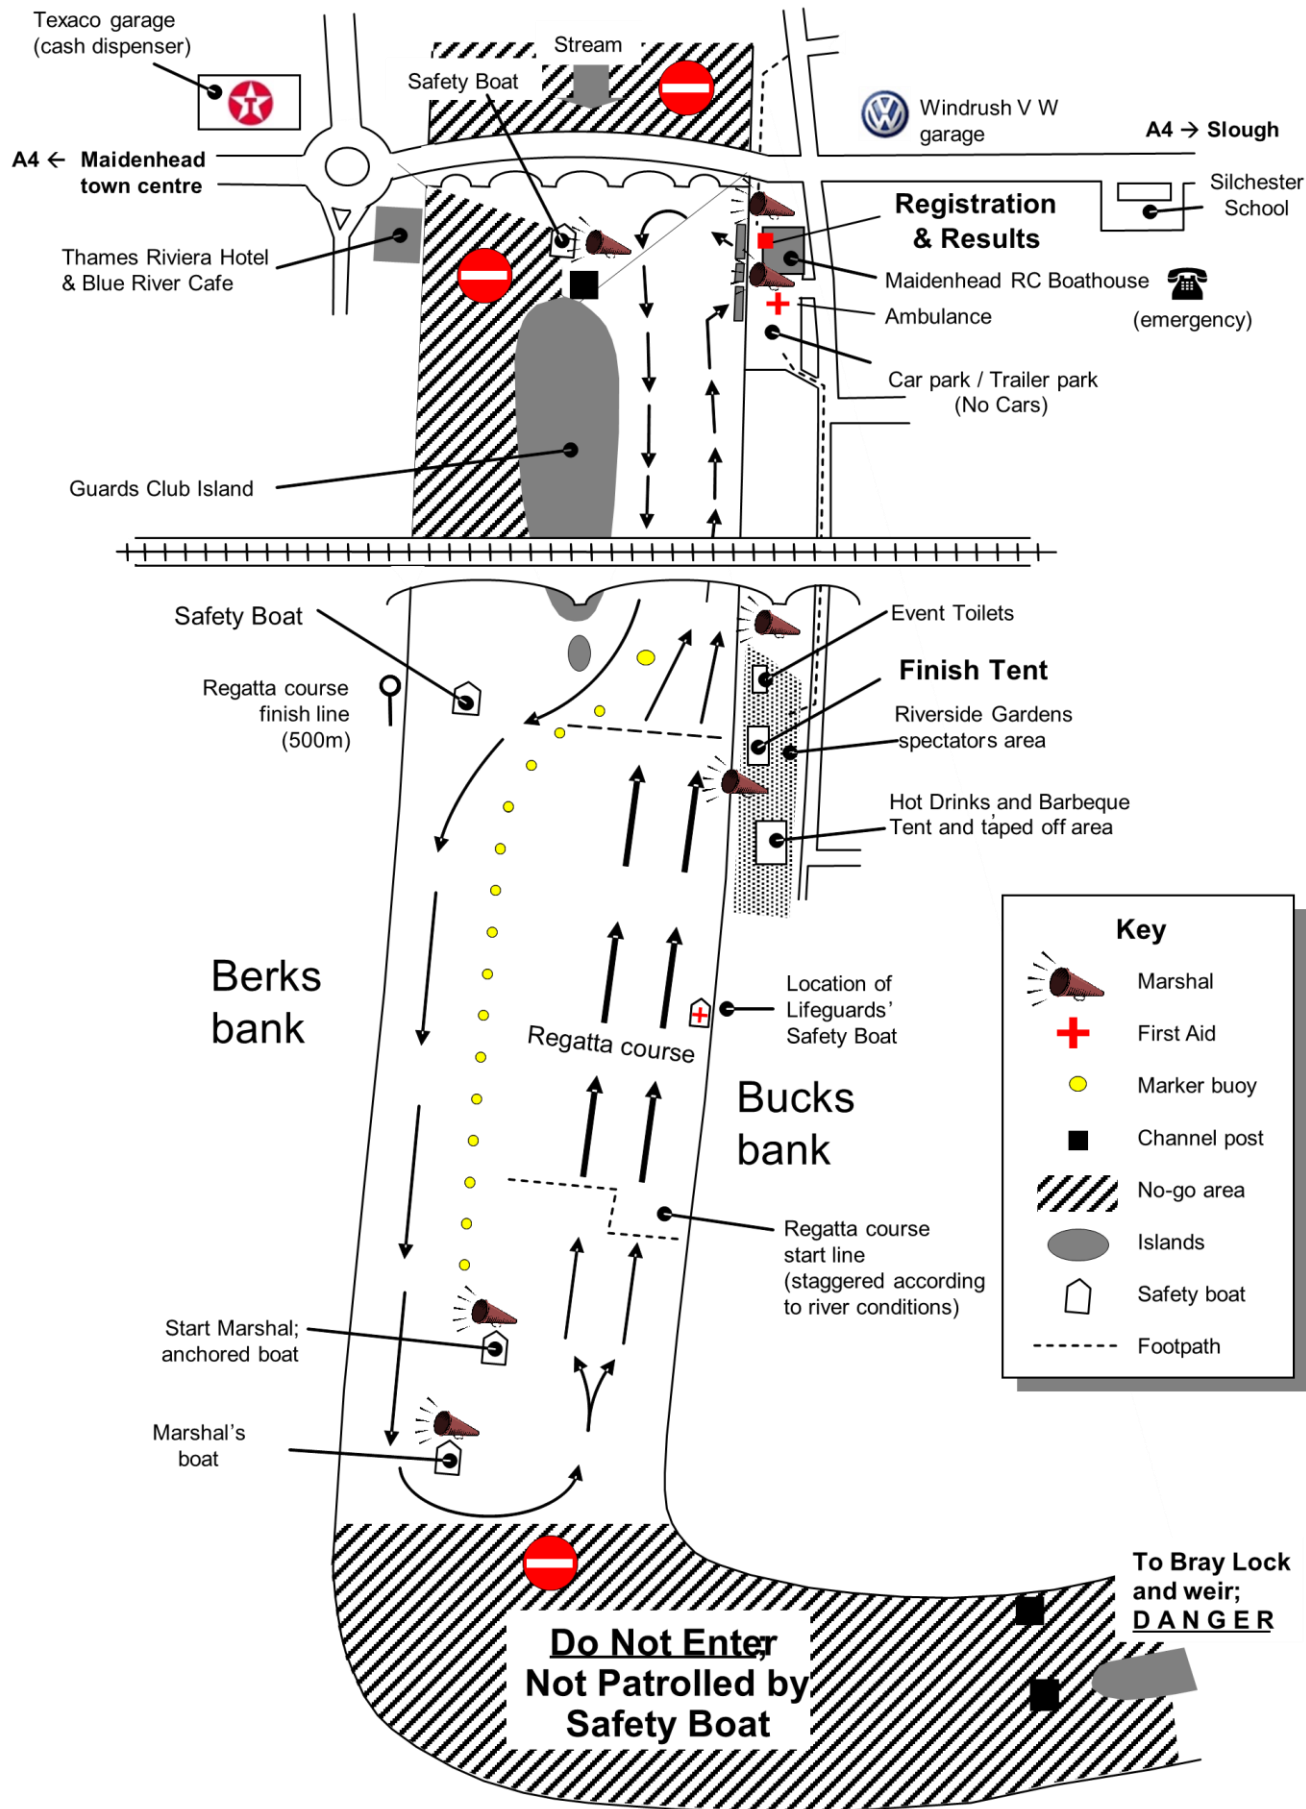 Texaco garage
(cash dispenser)
Stream
Safety Boat
Windrush V W
garage
A4 → Slough
A4 ← Maidenhead
town centre
Silchester
School
Registration
& Results
Thames Riviera Hotel
& Blue River Cafe
Maidenhead RC Boathouse
(emergency)
Ambulance
Car park / Trailer park
(No Cars)
Guards Club Island
Safety Boat
Event Toilets
Regatta course
finish line
(500m)
Finish Tent
Riverside Gardens
spectators area
Hot Drinks and Barbeque
Tent and taped off area
Berks
bank
Location of
Lifeguards'
Safety Boat
Regatta course
Bucks
bank
Regatta course
start line
(staggered according
to river conditions)
Start Marshal;
anchored boat
Marshal's
boat
Key
Marshal
First Aid
Marker buoy
Channel post
No-go area
Islands
Safety boat
Footpath
To Bray Lock
and weir;
D A N G E R
Do Not Enter;
Not Patrolled by
Safety Boat